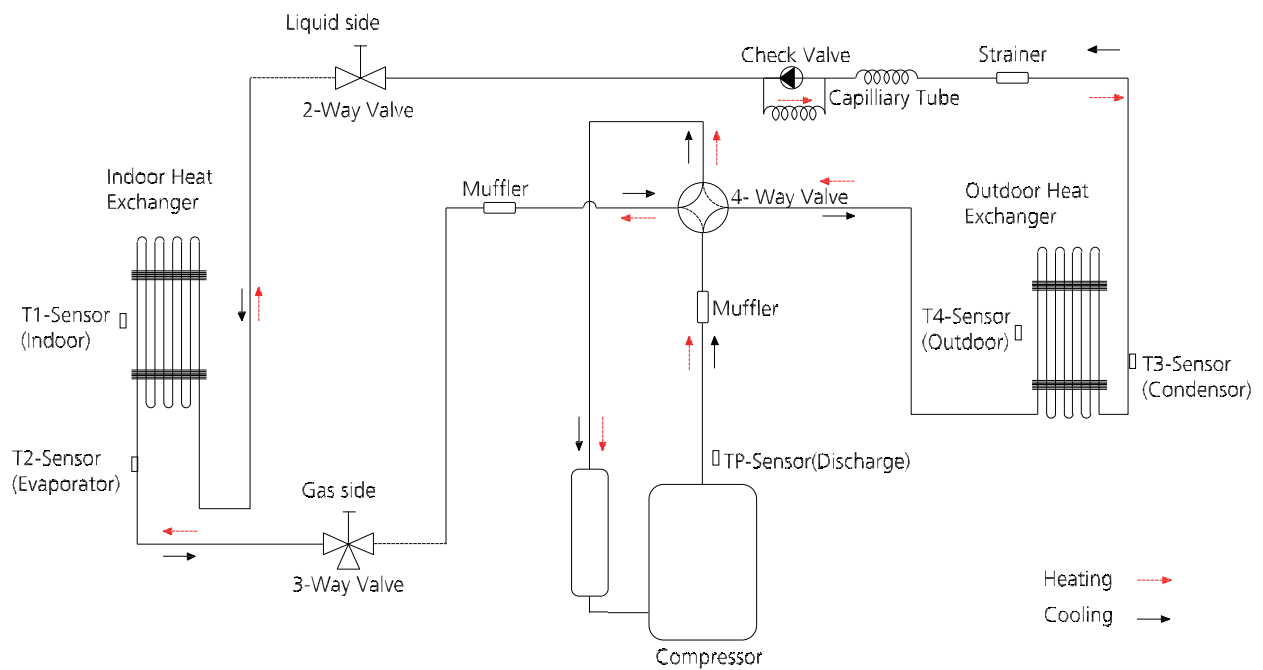 Liquid side
2-Way Valve
Check Valve
Strainer
Capilliary Tube
Indoor Heat
Exchanger
Muffler
4- Way Valve
Outdoor Heat
Exchanger
T1-Sensor
(Indoor)
Muffler
T4-Sensor
(Outdoor)
T3-Sensor
(Condensor)
T2-Sensor
(Evaporator)
TP-Sensor(Discharge)
Gas side
3-Way Valve
Heating
Cooling
Compressor